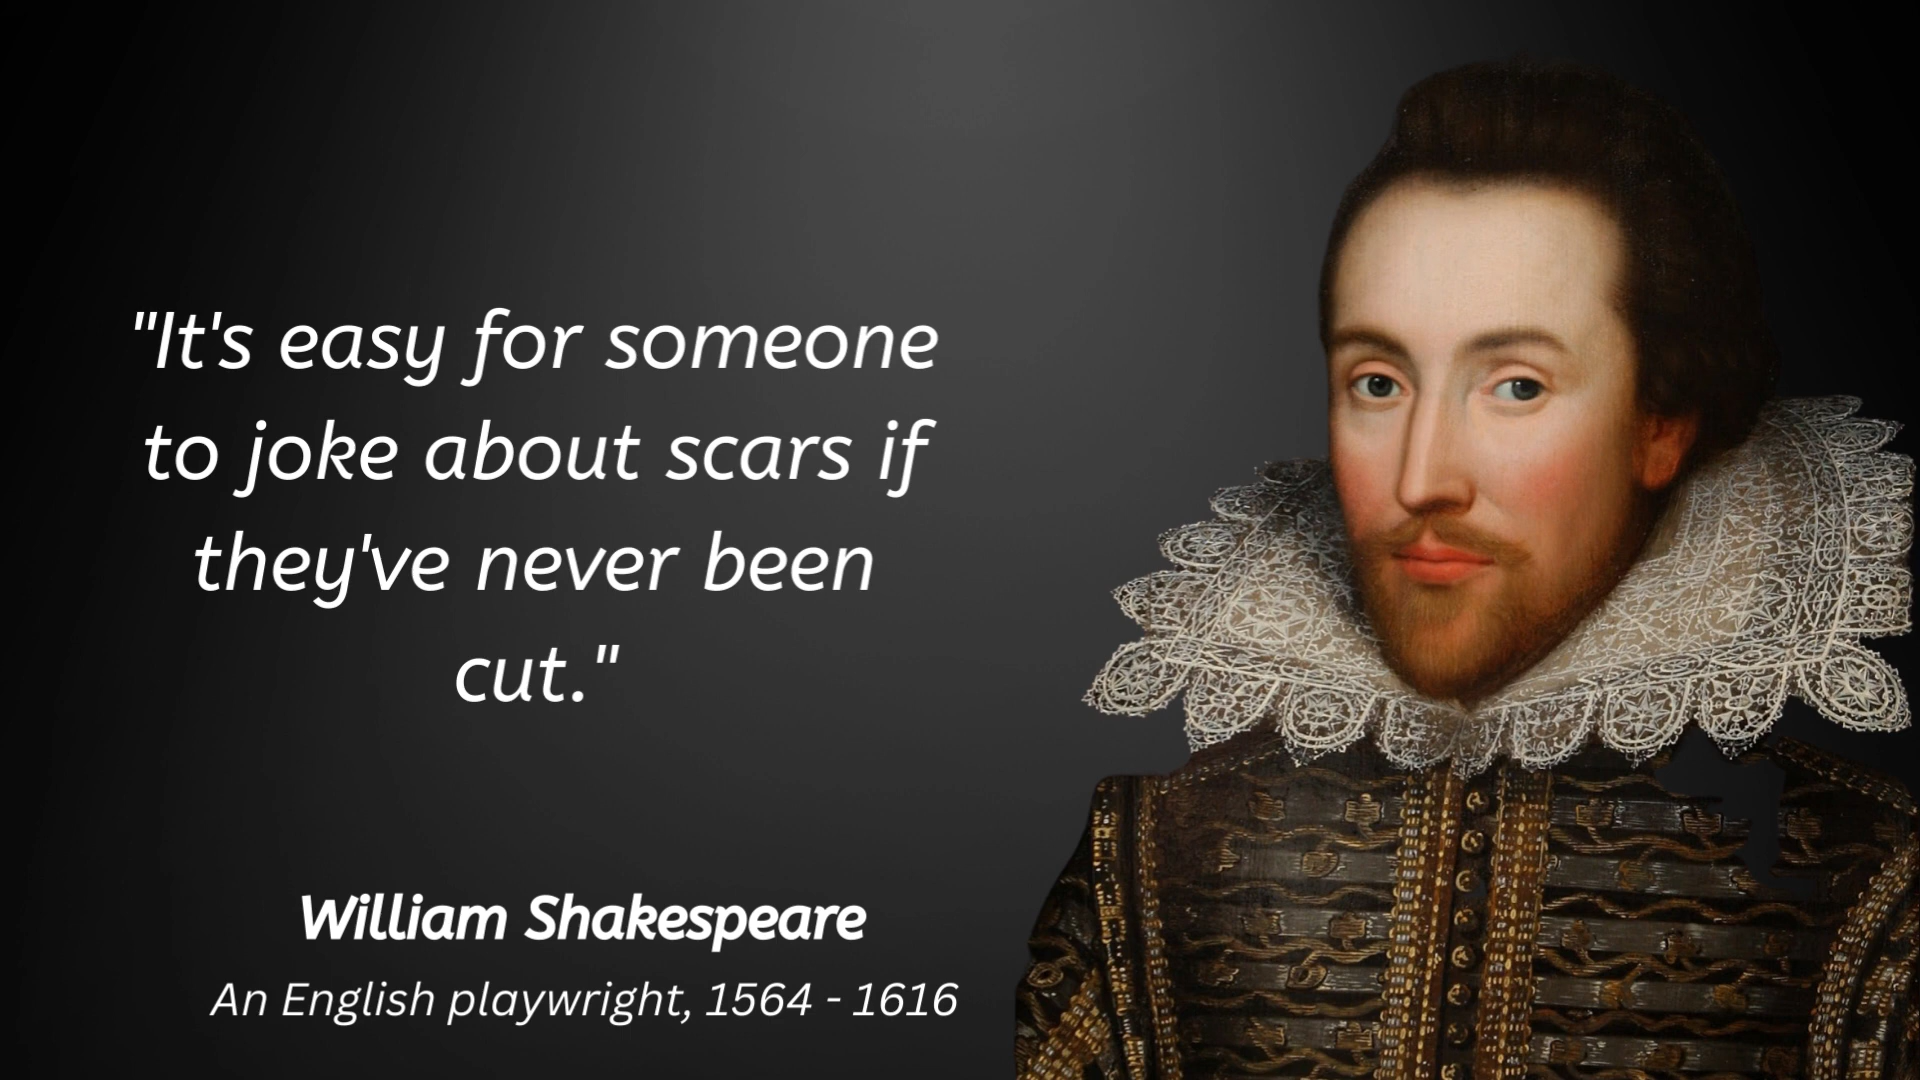 "It's easy for someone
to joke about scars if
they've never been
cut."
William Shakespeare
An English playwright, 1564 - 1616